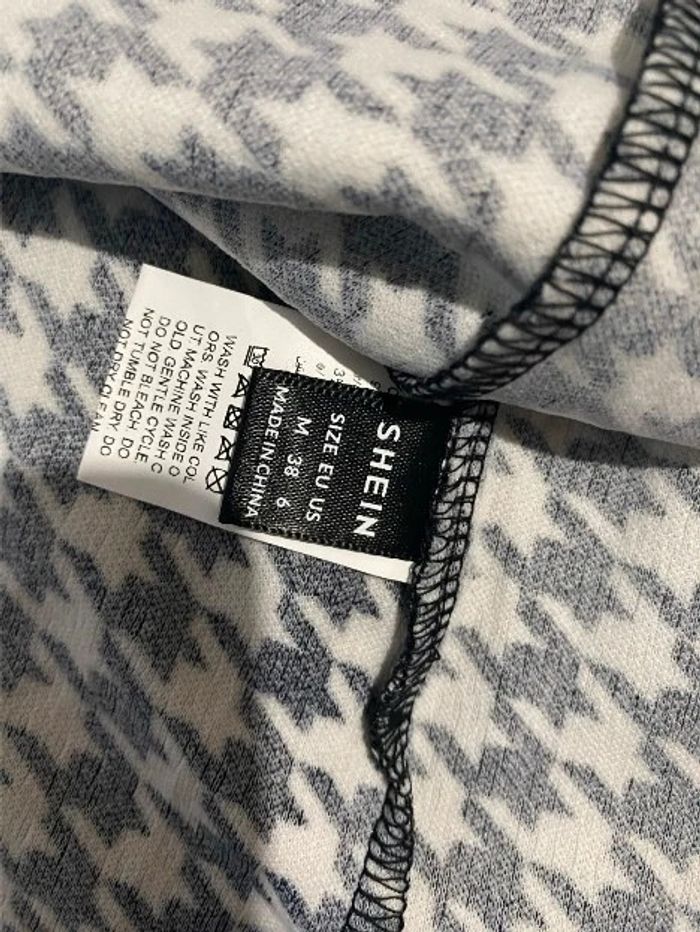 SHEIN
SIZE EU US
M 38 6
MADE IN CHINA
WASH WITH LIKE COL
ORS. WASH INSIDE O
UT. MACHINE WASH C
OLD GENTLE CYCLE.
DO NOT BLEACH. DO
NOT TUMBLE DRY. DO
NOT DRY CLEAN.